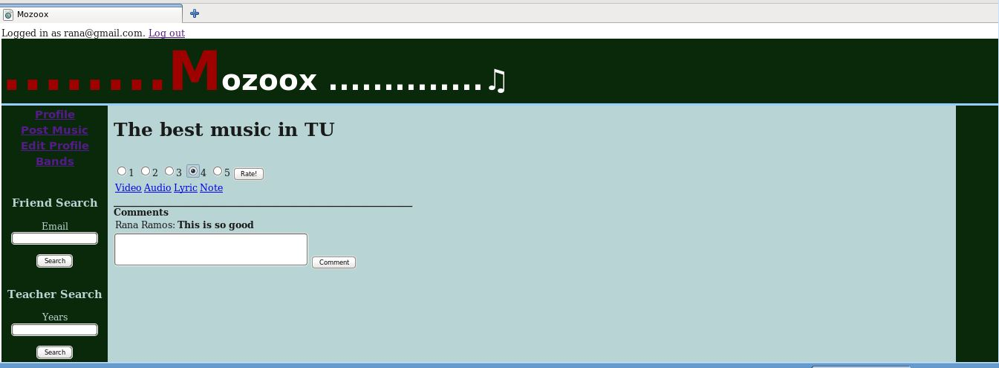 Mozoox
Logged in as rana@gmail.com. Log out
........Mozoox ..............♫
Profile
Post Music
Edit Profile
Bands
Friend Search
Email
Search
Teacher Search
Years
Search
The best music in TU
1 2 3 4 5 Rate!
Video Audio Lyric Note
Comments
Rana Ramos: This is so good
Comment